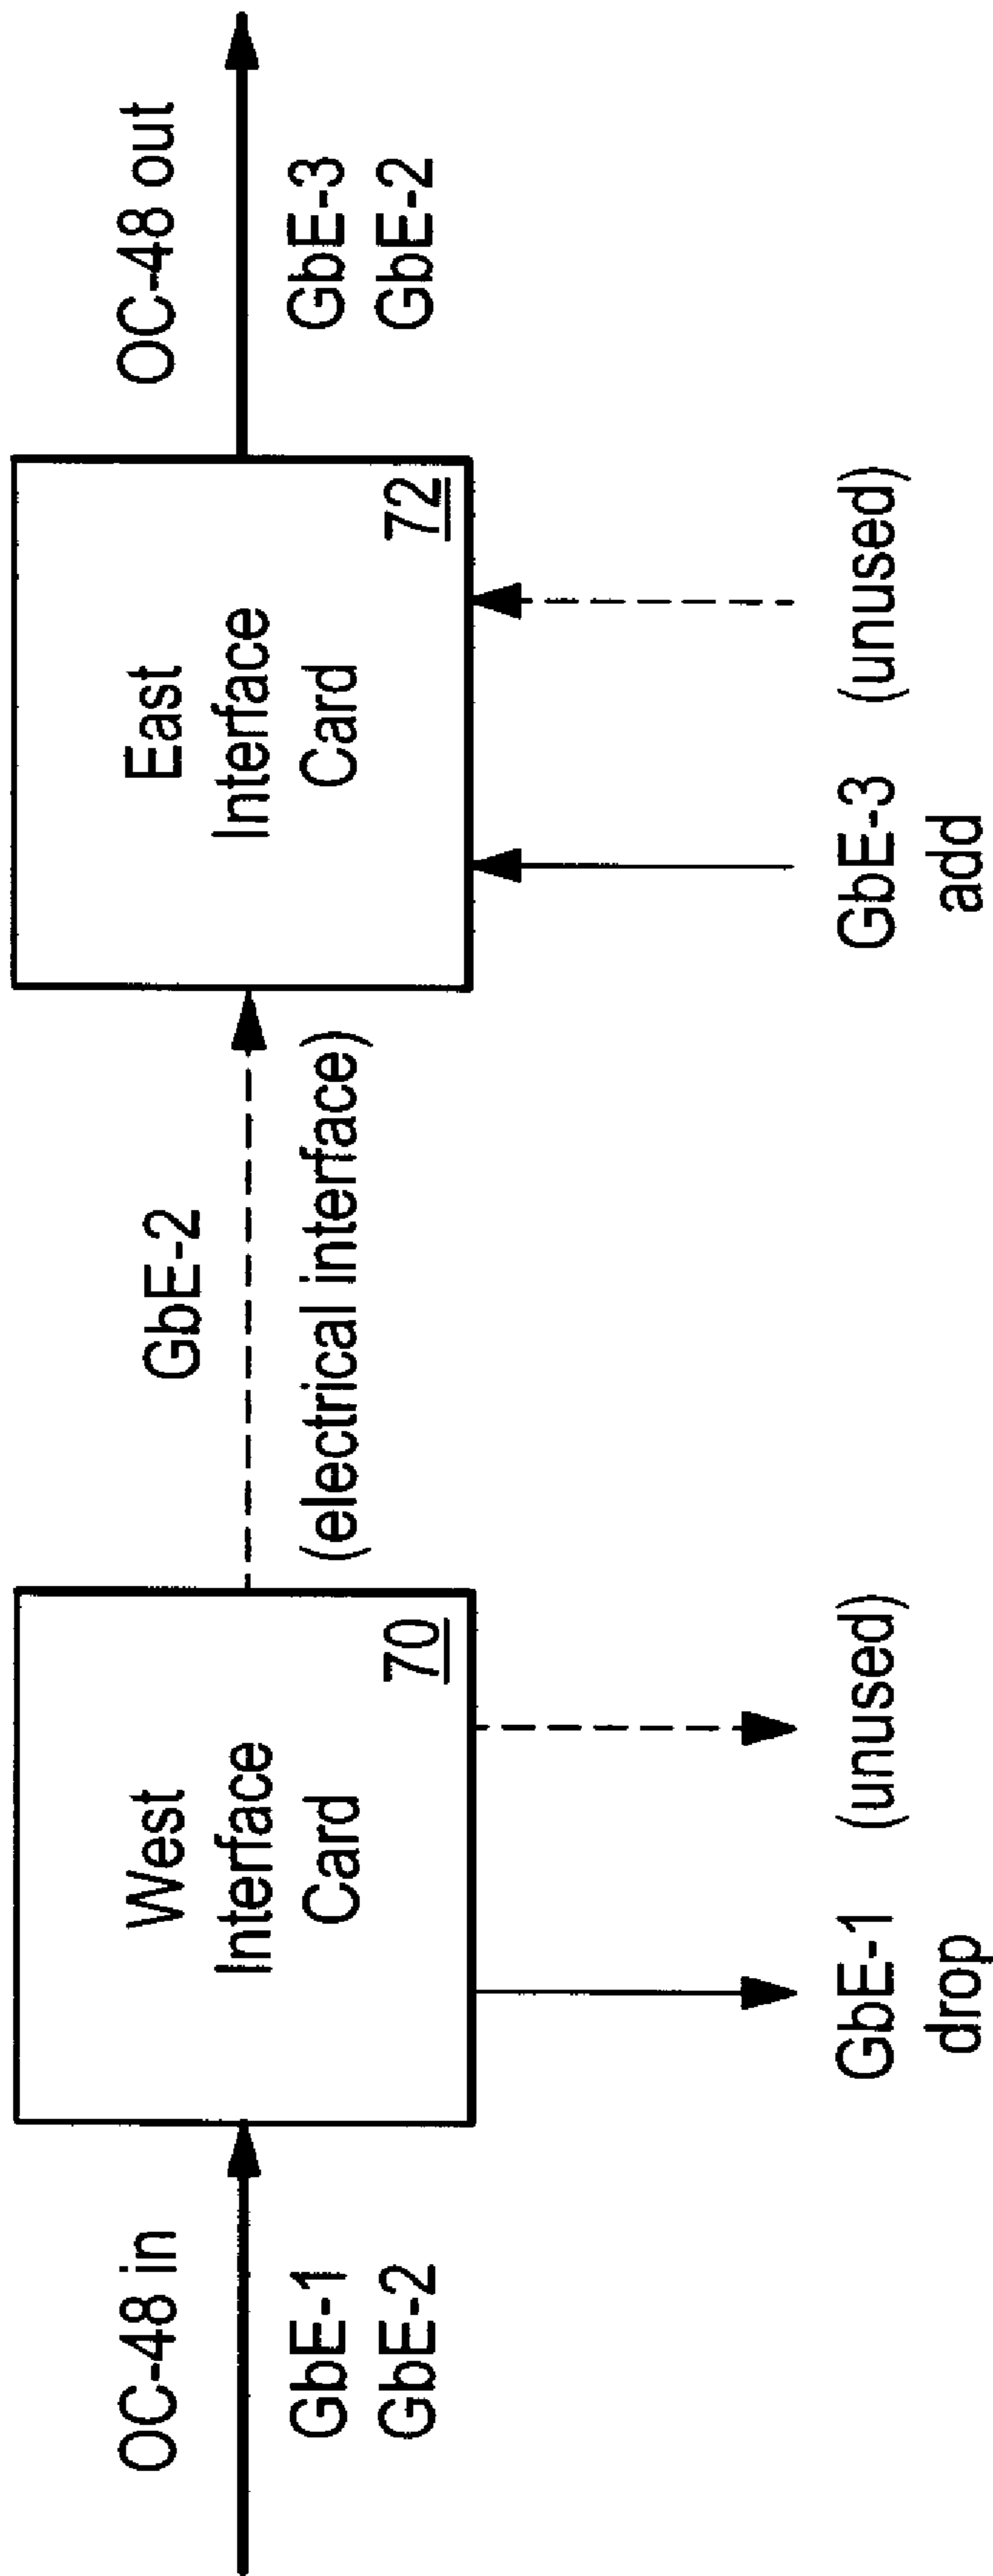 OC-48 in
GbE-1
GbE-2
West
Interface
Card
70
GbE-1
drop
(unused)
GbE-2
(electrical interface)
East
Interface
Card
72
GbE-3
add
(unused)
OC-48 out
GbE-3
GbE-2